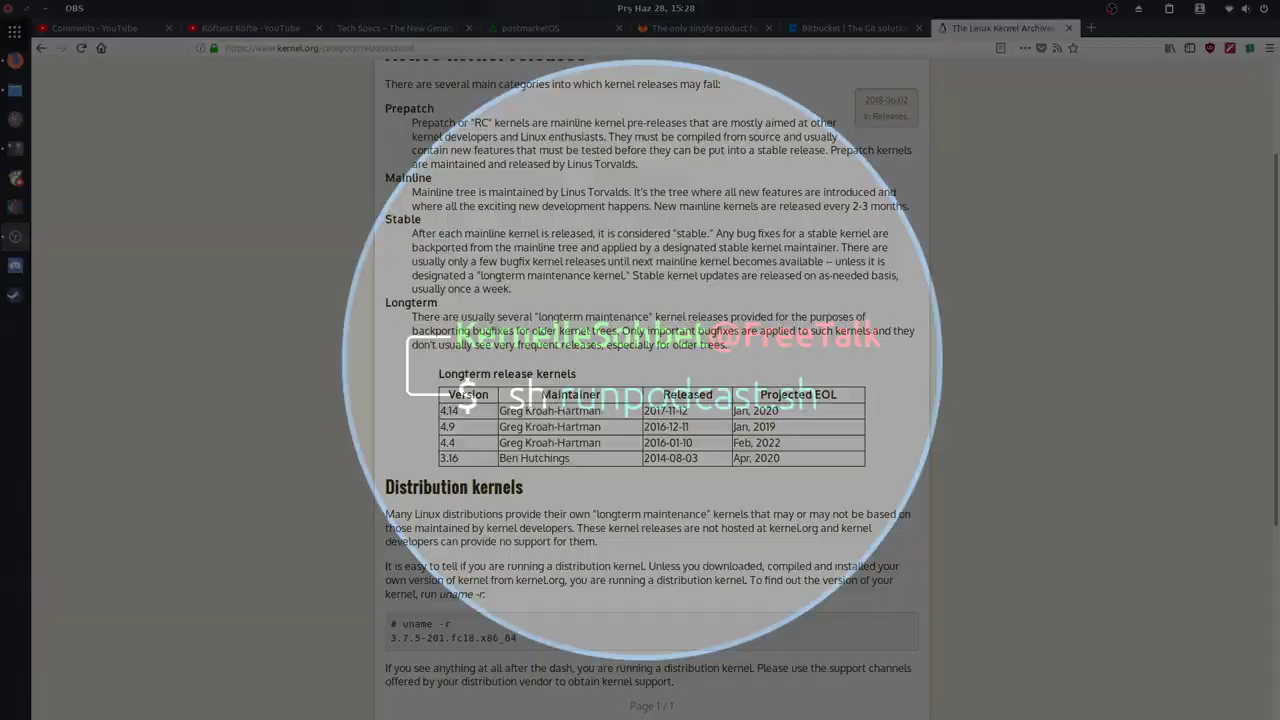 OBS
Prş Haz 28, 15:28
Comments - YouTube
Köfterist Köfte - YouTube
Tech Specs – The New Gemini
postmarketOS
The only single product
Bitbucket | The Git solution
The Linux Kernel Archives
https://www.kernel.org/category/releases.html
Active kernel releases
There are several main categories into which kernel releases may fall:
2018-06-02
in Releases.
Prepatch
Prepatch or "RC" kernels are mainline kernel pre-releases that are mostly aimed at other
kernel developers and Linux enthusiasts. They must be compiled from source and usually
contain new features that must be tested before they can be put into a stable release. Prepatch kernels
are maintained and released by Linus Torvalds.
Mainline
Mainline tree is maintained by Linus Torvalds. It's the tree where all new features are introduced and
where all the exciting new development happens. New mainline kernels are released every 2-3 months.
Stable
After each mainline kernel is released, it is considered "stable." Any bug fixes for a stable kernel are
backported from the mainline tree and applied by a designated stable kernel maintainer. There are
usually only a few bugfix kernel releases until next mainline kernel becomes available -- unless it is
designated a "longterm maintenance kernel." Stable kernel updates are released on as-needed basis,
usually once a week.
Longterm
There are usually several "longterm maintenance" kernel releases provided for the purposes of
backporting bugfixes for older kernel trees. Only important bugfixes are applied to such kernels and they
don't usually see very frequent releases, especially for older trees.
KernelleSohbet@FreeTalk
$ sh runpodcast.sh
Longterm release kernels
Version Maintainer Released Projected EOL
4.14 Greg Kroah-Hartman 2017-11-12 Jan, 2020
4.9 Greg Kroah-Hartman 2016-12-11 Jan, 2019
4.4 Greg Kroah-Hartman 2016-01-10 Feb, 2022
3.16 Ben Hutchings 2014-08-03 Apr, 2020
Distribution kernels
Many Linux distributions provide their own "longterm maintenance" kernels that may or may not be based on
those maintained by kernel developers. These kernel releases are not hosted at kernel.org and kernel
developers can provide no support for them.
It is easy to tell if you are running a distribution kernel. Unless you downloaded, compiled and installed your
own version of kernel from kernel.org, you are running a distribution kernel. To find out the version of your
kernel, run uname -r:
# uname -r
3.7.5-201.fc18.x86_64
If you see anything at all after the dash, you are running a distribution kernel. Please use the support channels
offered by your distribution vendor to obtain kernel support.
Page 1 / 1